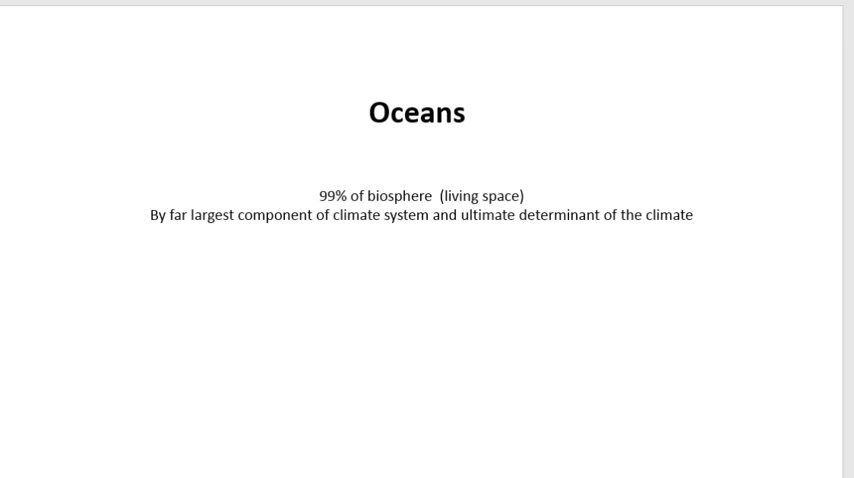 Oceans
99% of biosphere  (living space)
By far largest component of climate system and ultimate determinant of the climate